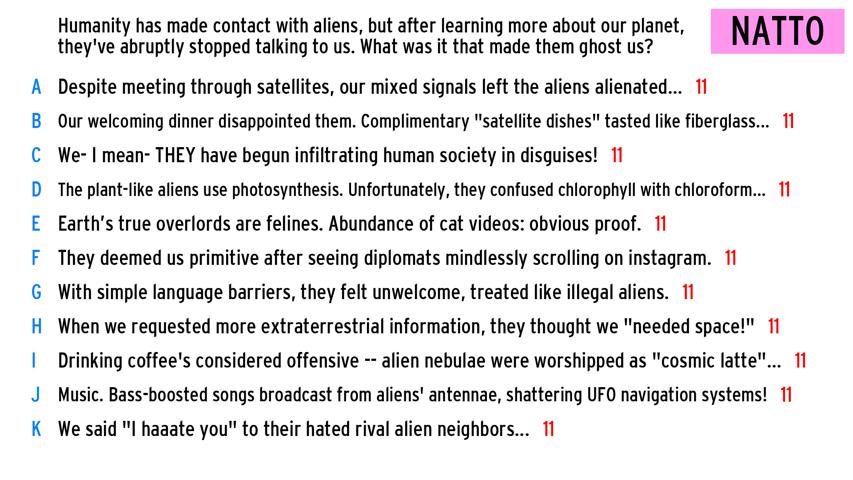 Humanity has made contact with aliens, but after learning more about our planet,
they've abruptly stopped talking to us. What was it that made them ghost us?
NATTO
A Despite meeting through satellites, our mixed signals left the aliens alienated... 11
B Our welcoming dinner disappointed them. Complimentary "satellite dishes" tasted like fiberglass... 11
C We- I mean- THEY have begun infiltrating human society in disguises! 11
D The plant-like aliens use photosynthesis. Unfortunately, they confused chlorophyll with chloroform... 11
E Earth’s true overlords are felines. Abundance of cat videos: obvious proof. 11
F They deemed us primitive after seeing diplomats mindlessly scrolling on instagram. 11
G With simple language barriers, they felt unwelcome, treated like illegal aliens. 11
H When we requested more extraterrestrial information, they thought we "needed space!" 11
I Drinking coffee's considered offensive -- alien nebulae were worshipped as "cosmic latte"... 11
J Music. Bass-boosted songs broadcast from aliens' antennae, shattering UFO navigation systems! 11
K We said "I haaate you" to their hated rival alien neighbors... 11